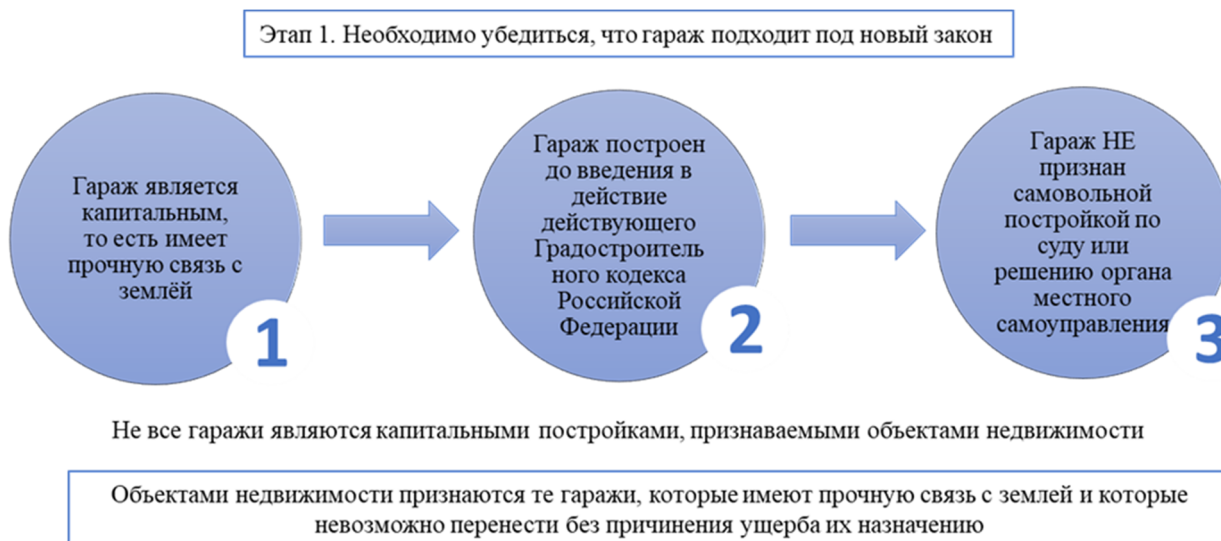 Этап 1. Необходимо убедиться, что гараж подходит под новый закон
Гараж является
капитальным,
то есть имеет
прочную связь с
землёй
1
Гараж построен
до введения в
действие
действующего
Градостроитель
ного кодекса
Российской
Федерации
2
Гараж НЕ
признан
самовольной
постройкой по
суду или
решению органа
местного
самоуправления
3
Не все гаражи являются капитальными постройками, признаваемыми объектами недвижимости
Объектами недвижимости признаются те гаражи, которые имеют прочную связь с землей и которые
невозможно перенести без причинения ущерба их назначению